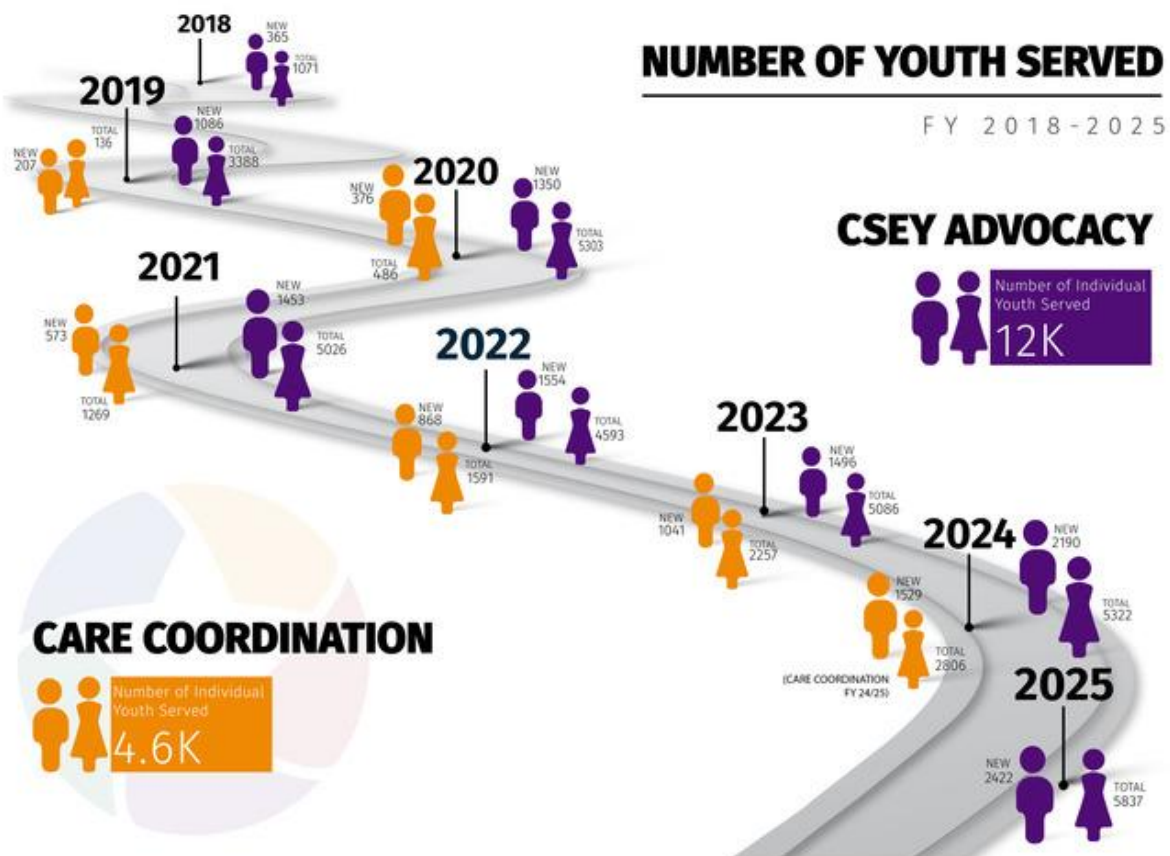 NUMBER OF YOUTH SERVED
FY 2018-2025
2018
NEW
365
TOTAL
1071
2019
NEW
207
TOTAL
136
NEW
1086
TOTAL
3388
2020
NEW
376
TOTAL
486
NEW
1350
TOTAL
5303
CSEY ADVOCACY
Number of Individual
Youth Served
12K
2021
NEW
573
TOTAL
1269
NEW
1453
TOTAL
5026
2022
NEW
868
TOTAL
1591
NEW
1554
TOTAL
4593
2023
NEW
1041
TOTAL
2257
NEW
1496
TOTAL
5086
2024
NEW
1529
TOTAL
2806
(CARE COORDINATION
FY 24/25)
NEW
2190
TOTAL
5322
CARE COORDINATION
Number of Individual
Youth Served
4.6K
2025
NEW
2422
TOTAL
5837